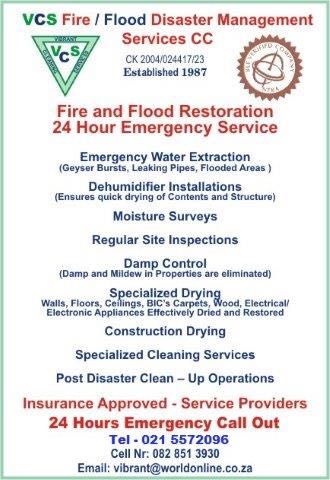 VCS Fire / Flood Disaster Management
Services CC
VIBRANT
VCS
CLEANING
SERVICES
CK 2004/024417/23
Established 1987
Fire and Flood Restoration
24 Hour Emergency Service
Emergency Water Extraction
(Geyser Bursts, Leaking Pipes, Flooded Areas )
Dehumidifier Installations
(Ensures quick drying of Contents and Structure)
Moisture Surveys
Regular Site Inspections
Damp Control
(Damp and Mildew in Properties are eliminated)
Specialized Drying
Walls, Floors, Ceilings, BIC's Carpets, Wood, Electrical/
Electronic Appliances Effectively Dried and Restored
Construction Drying
Specialized Cleaning Services
Post Disaster Clean – Up Operations
Insurance Approved - Service Providers
24 Hours Emergency Call Out
Tel - 021 5572096
Cell Nr: 082 851 3930
Email: vibrant@worldonline.co.za